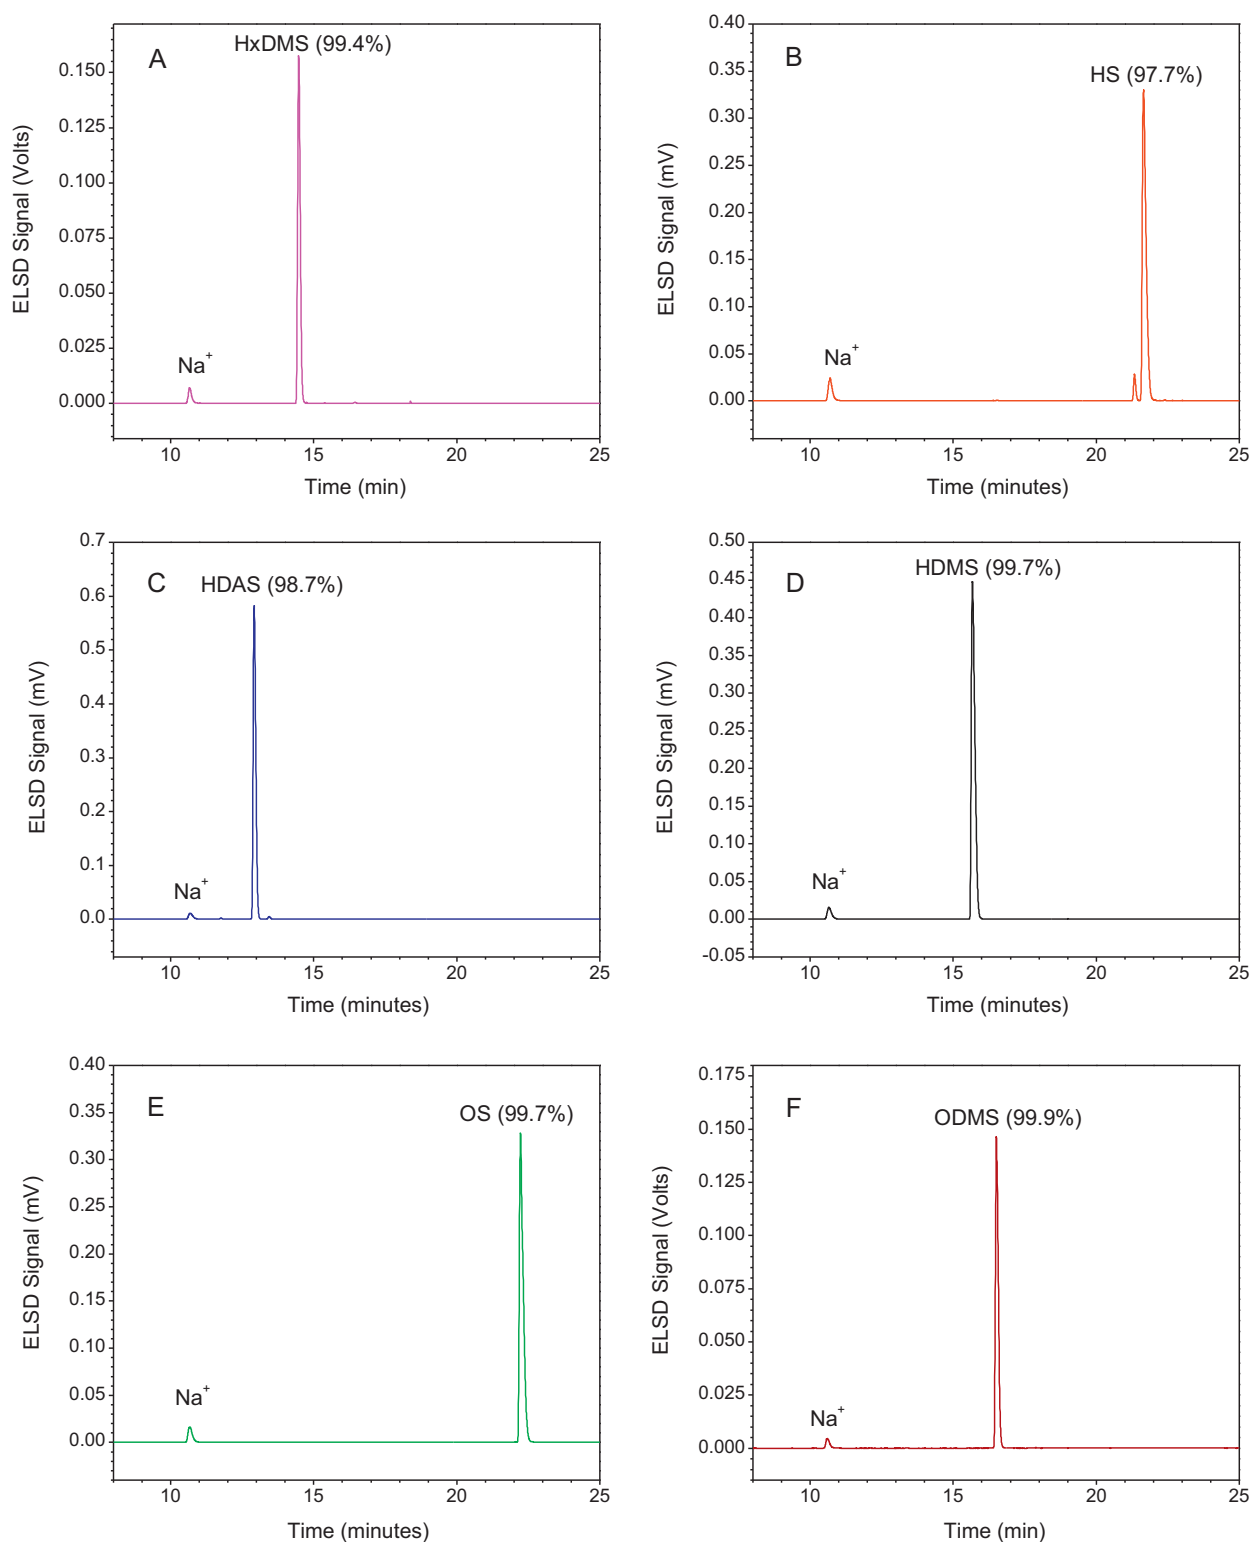 A
HxDMS (99.4%)
0.150
0.125
0.100
0.075
0.050
0.025
0.000
Na+
10
15
20
25
Time (min)
ELSD Signal (Volts)
B
HS (97.7%)
0.40
0.35
0.30
0.25
0.20
0.15
0.10
0.05
0.00
Na+
10
15
20
25
Time (minutes)
ELSD Signal (mV)
C
HDAS (98.7%)
0.7
0.6
0.5
0.4
0.3
0.2
0.1
0.0
Na+
10
15
20
25
Time (minutes)
ELSD Signal (mV)
D
HDMS (99.7%)
0.50
0.45
0.40
0.35
0.30
0.25
0.20
0.15
0.10
0.05
0.00
-0.05
Na+
10
15
20
25
Time (minutes)
ELSD Signal (mV)
E
OS (99.7%)
0.40
0.35
0.30
0.25
0.20
0.15
0.10
0.05
0.00
Na+
10
15
20
25
Time (minutes)
ELSD Signal (mV)
F
ODMS (99.9%)
0.175
0.150
0.125
0.100
0.075
0.050
0.025
0.000
Na+
10
15
20
25
Time (min)
ELSD Signal (Volts)